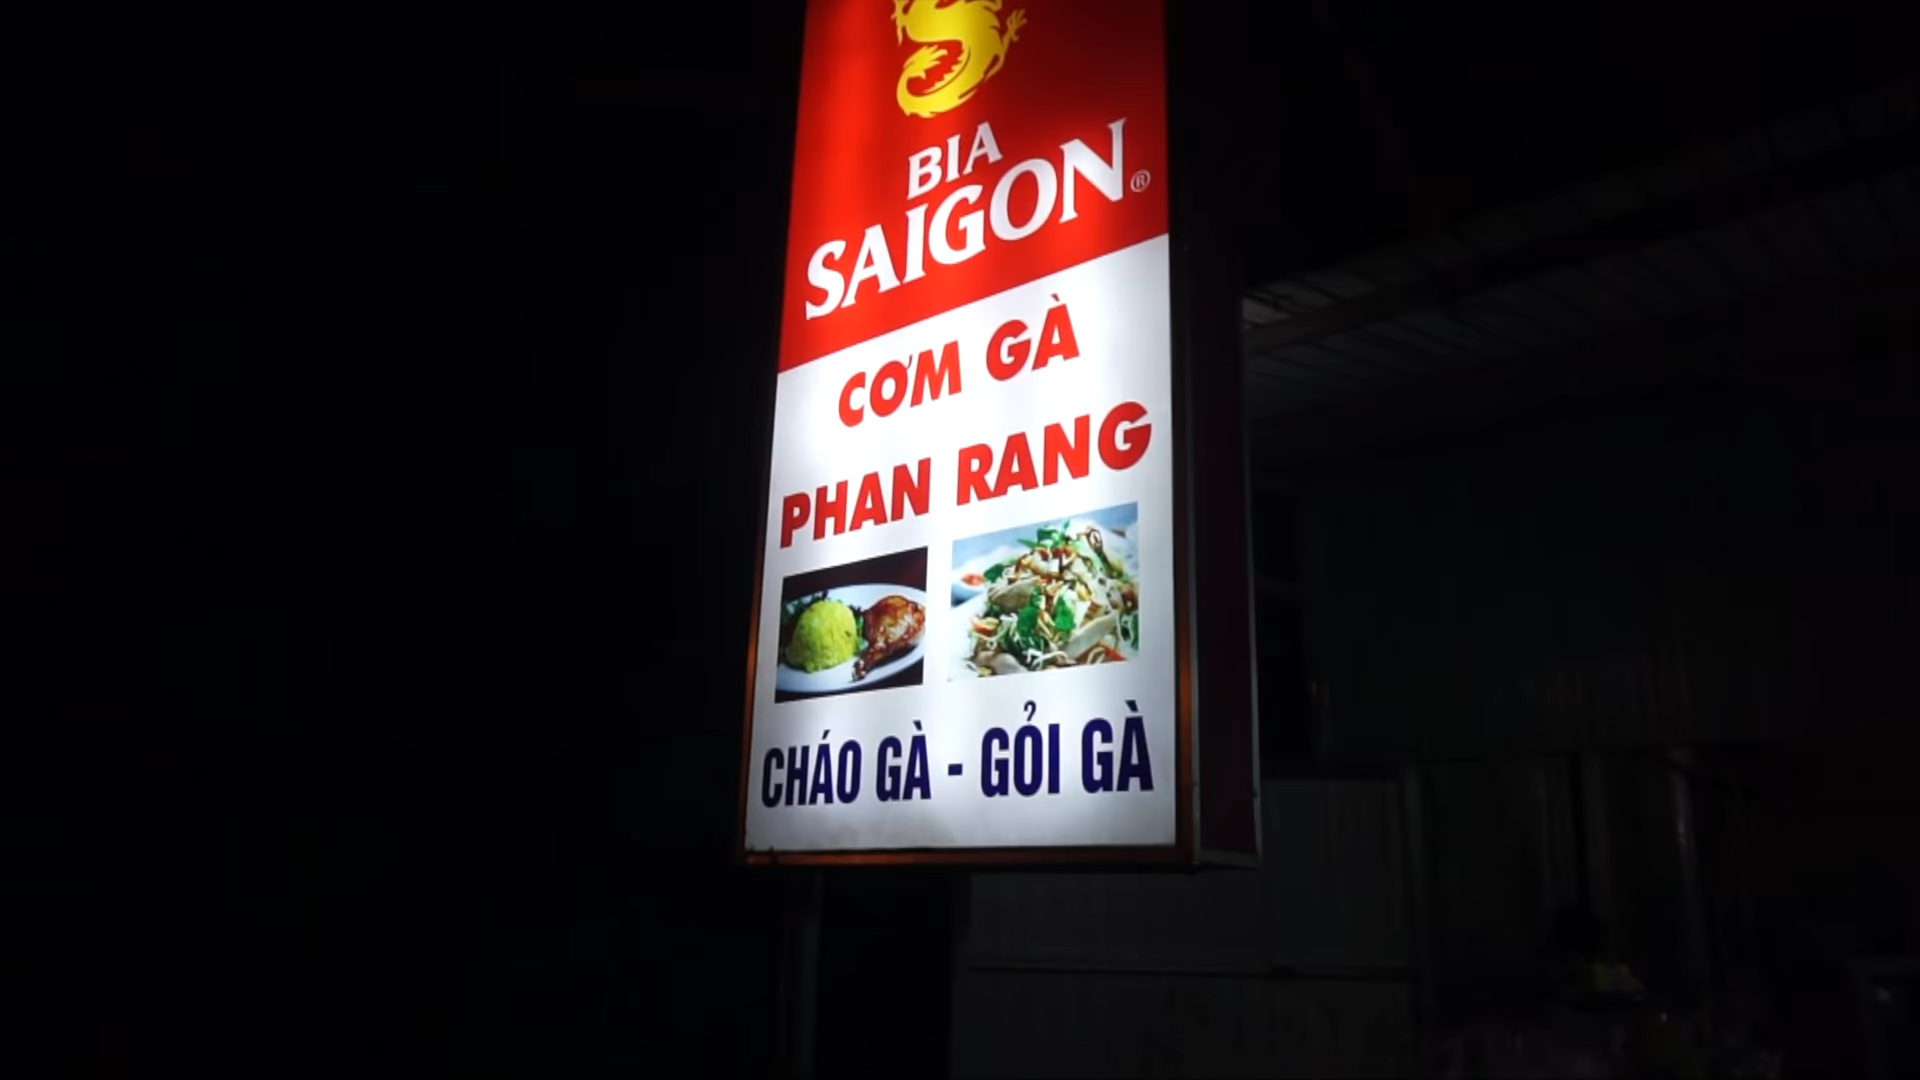 BIA
SAIGON®
CƠM GÀ
PHAN RANG
CHÁO GÀ - GỎI GÀ